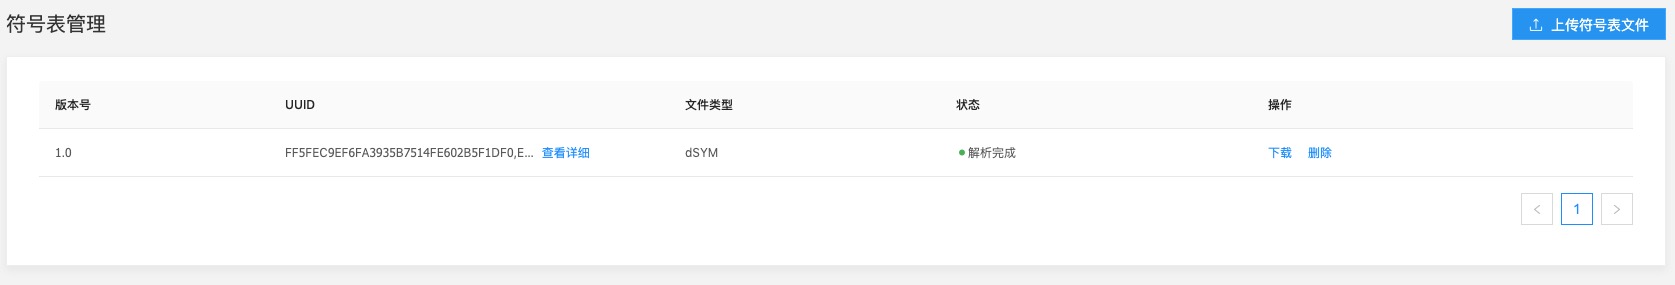 符号表管理
上传符号表文件
版本号 UUID 文件类型 状态 操作
1.0 FF5FEC9EF6FA3935B7514FE602B5F1DF0,E... 查看详细 dSYM 解析完成 下载 删除
< 1 >